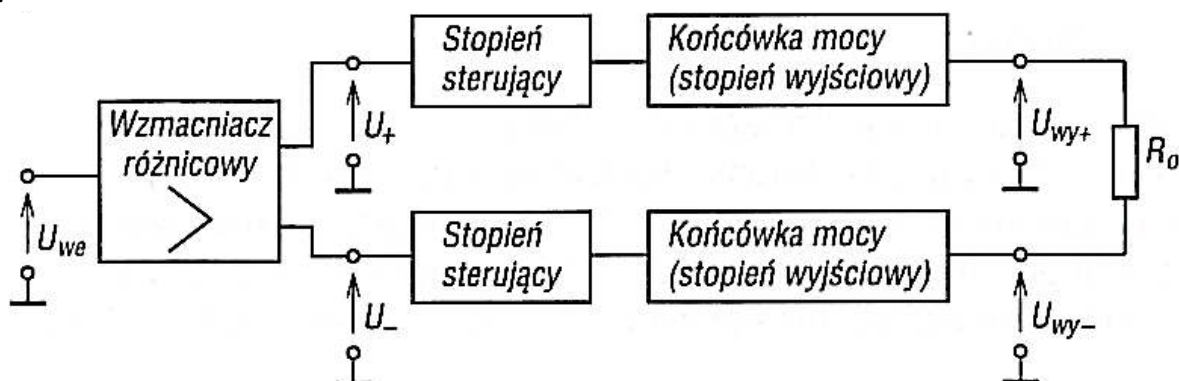 Stopień
sterujący
Końcówka mocy
(stopień wyjściowy)
Wzmacniacz
różnicowy
U+
Uwy+
Ro
Uwe
Stopień
sterujący
Końcówka mocy
(stopień wyjściowy)
U−
Uwy−